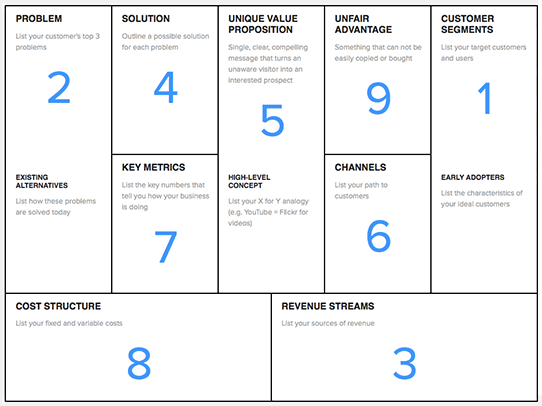 PROBLEM
List your customer's top 3
problems
2
EXISTING
ALTERNATIVES
List how these problems
are solved today
SOLUTION
Outline a possible solution
for each problem
4
KEY METRICS
List the key numbers that
tell you how your business
is doing
7
UNIQUE VALUE
PROPOSITION
Single, clear, compelling
message that turns an
unaware visitor into an
interested prospect
5
HIGH-LEVEL
CONCEPT
List your X for Y analogy
(e.g. YouTube = Flickr for
videos)
UNFAIR
ADVANTAGE
Something that can not be
easily copied or bought
9
CHANNELS
List your path to
customers
6
CUSTOMER
SEGMENTS
List your target customers
and users
1
EARLY ADOPTERS
List the characteristics of
your ideal customers
COST STRUCTURE
List your fixed and variable costs
8
REVENUE STREAMS
List your sources of revenue
3